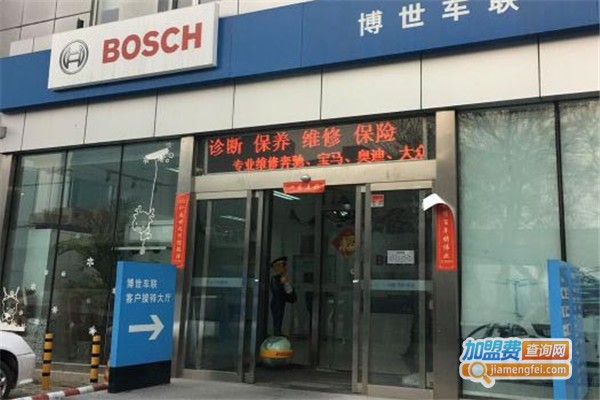 BOSCH
博世车联
诊断 保养 维修 保险
专业维修奔驰、宝马、奥迪、大众
博世车联
客户接待大厅
加盟费查询网
jiamengfei.com